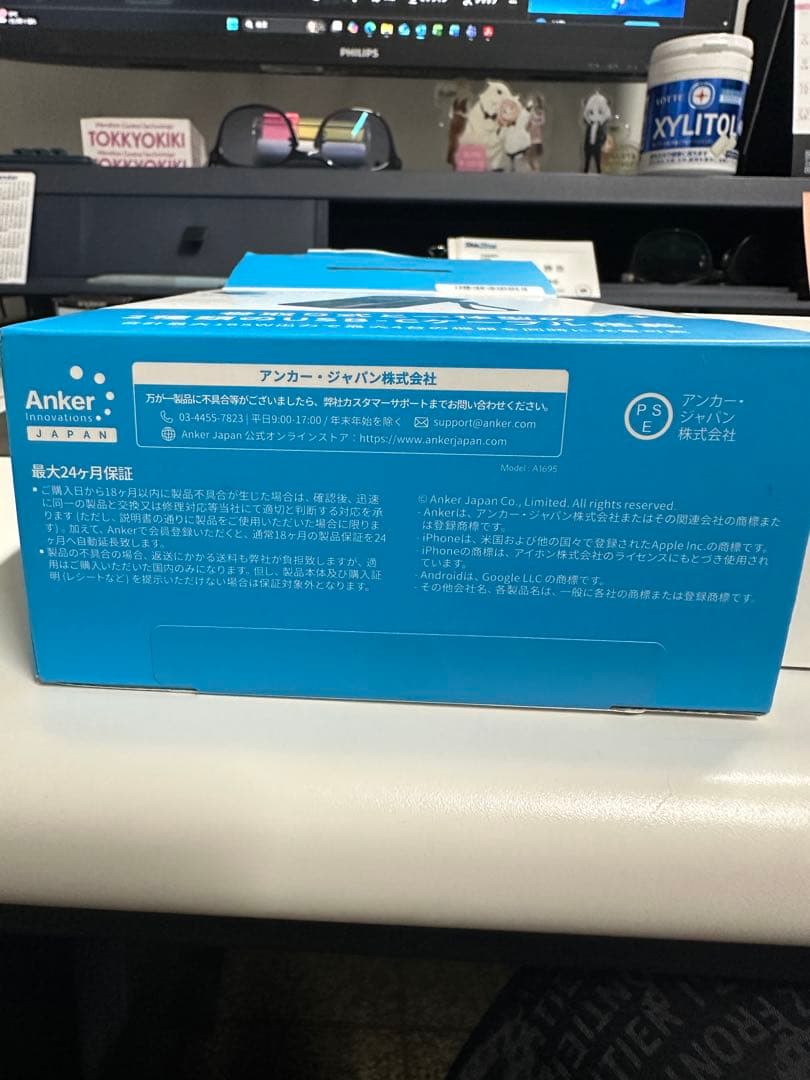 PHILIPS
TOKKYOKIKI
LOTTE
XYLITOL
アンカー・ジャパン株式会社
万が一製品に不具合等がございましたら、弊社カスタマーサポートまでお問い合わせください。
03-4455-7823 | 平日9:00-17:00 / 年末年始を除く support@anker.com
Anker Japan 公式オンラインストア：https://www.ankerjapan.com
Anker
Innovations
JAPAN
PSE
アンカー・
ジャパン
株式会社
Model : A1695
最大24ヶ月保証
• ご購入日から18ヶ月以内に製品不具合が生じた場合は、確認後、迅速
に同一の製品と交換又は修理対応等当社にて適切と判断する対応を承
ります (ただし、説明書の通りに製品をご使用いただいた場合に限りま
す) 。加えて、Ankerで会員登録いただくと、通常18ヶ月の製品保証を24
ヶ月へ自動延長致します。
• 製品の不具合の場合、返送にかかる送料も弊社が負担致しますが、適
用はご購入いただいた国内のみになります。但し、製品本体及び購入証
明 (レシートなど) を提示いただけない場合は保証対象外となります。
© Anker Japan Co., Limited. All rights reserved.
- Ankerは、アンカー・ジャパン株式会社またはその関連会社の商標また
は登録商標です。
- iPhoneは、米国および他の国々で登録されたApple Inc.の商標です。
- iPhoneの商標は、アイホン株式会社のライセンスにもとづき使用され
ています。
- Androidは、Google LLC の商標です。
- その他会社名、各製品名は、一般に各社の商標または登録商標です。